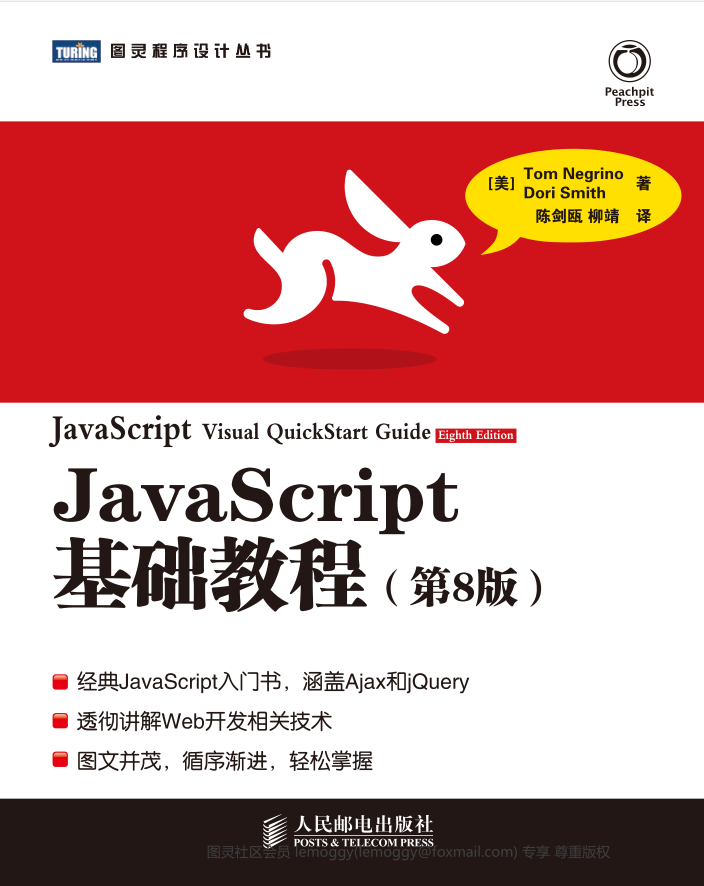 TURING 图灵程序设计丛书
Peachpit
Press
[美] Tom Negrino
Dori Smith 著
陈剑瓯 柳靖 译
JavaScript Visual QuickStart Guide Eighth Edition
JavaScript
基础教程（第8版）
经典JavaScript入门书，涵盖Ajax和jQuery
透彻讲解Web开发相关技术
图文并茂，循序渐进，轻松掌握
人民邮电出版社
POSTS & TELECOM PRESS
图灵社区会员 lemoggy(lemoggy@foxmail.com) 专享 尊重版权